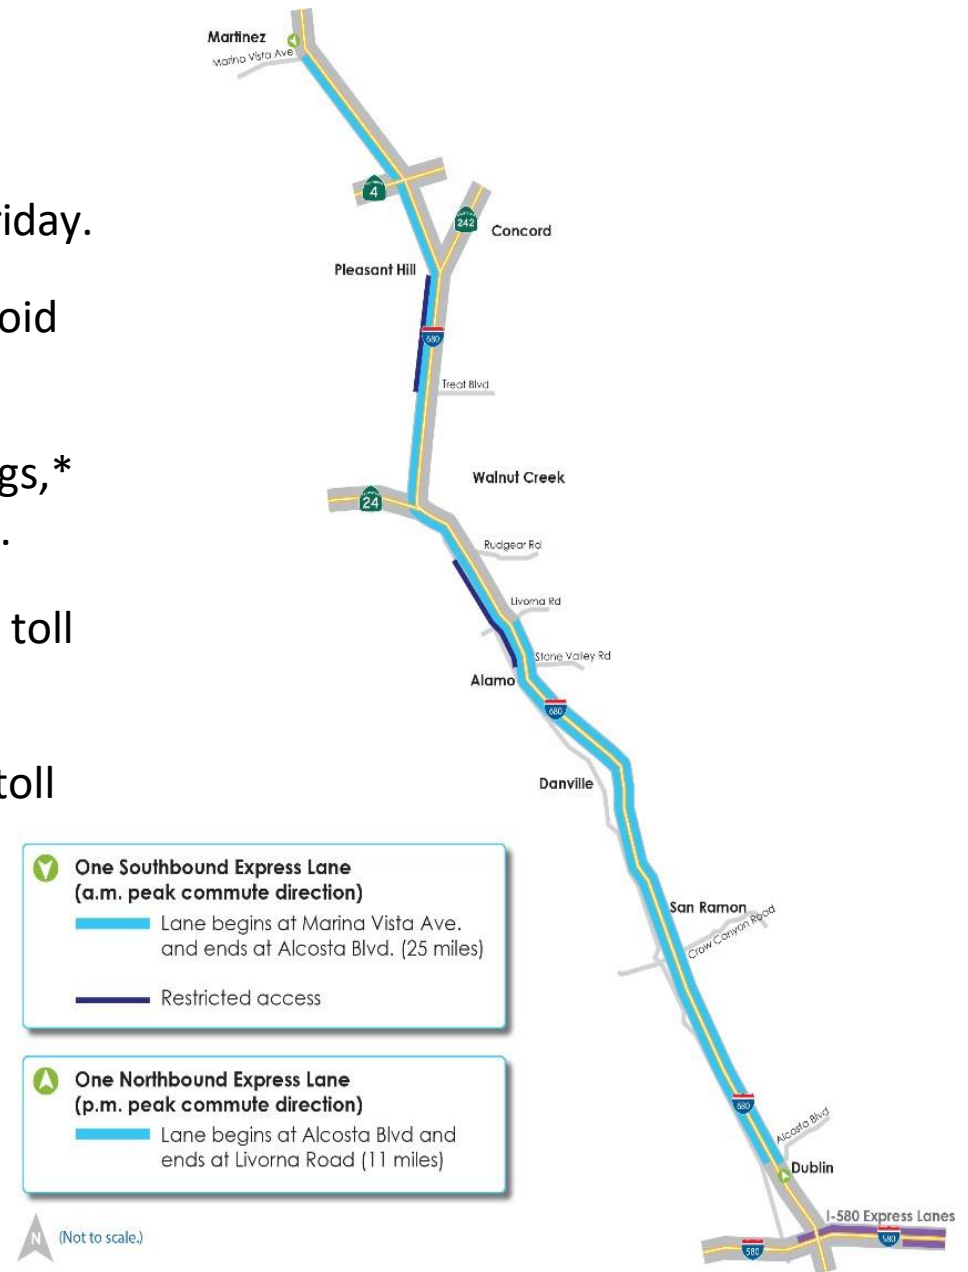 riday.
oid
gs,*
.
toll
toll
Martinez
Marina Vista Ave
4
242
Concord
Pleasant Hill
680
Treat Blvd
Walnut Creek
24
Rudgear Rd
Livorna Rd
Stone Valley Rd
Alamo
680
Danville
San Ramon
Crow Canyon Road
680
Alcosta Blvd
Dublin
I-580 Express Lanes
580
580
One Southbound Express Lane
(a.m. peak commute direction)
Lane begins at Marina Vista Ave.
and ends at Alcosta Blvd. (25 miles)
Restricted access
One Northbound Express Lane
(p.m. peak commute direction)
Lane begins at Alcosta Blvd and
ends at Livorna Road (11 miles)
N
(Not to scale.)